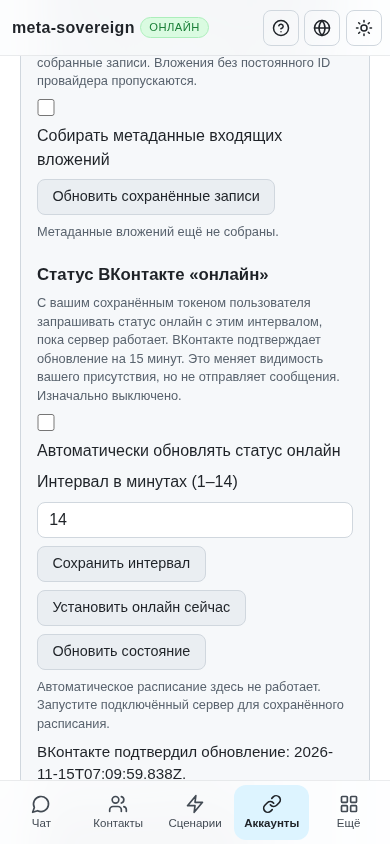 meta-sovereign ОНЛАЙН
собранные записи. Вложения без постоянного ID
провайдера пропускаются.
Собирать метаданные входящих
вложений
Обновить сохранённые записи
Метаданные вложений ещё не собраны.
Статус ВКонтакте «онлайн»
С вашим сохранённым токеном пользователя
запрашивать статус онлайн с этим интервалом,
пока сервер работает. ВКонтакте подтверждает
обновление на 15 минут. Это меняет видимость
вашего присутствия, но не отправляет сообщения.
Изначально выключено.
Автоматически обновлять статус онлайн
Интервал в минутах (1–14)
14
Сохранить интервал
Установить онлайн сейчас
Обновить состояние
Автоматическое расписание здесь не работает.
Запустите подключённый сервер для сохранённого
расписания.
ВКонтакте подтвердил обновление: 2026-
11-15T07:09:59.838Z.
Чат Контакты Сценарии Аккаунты Ещё